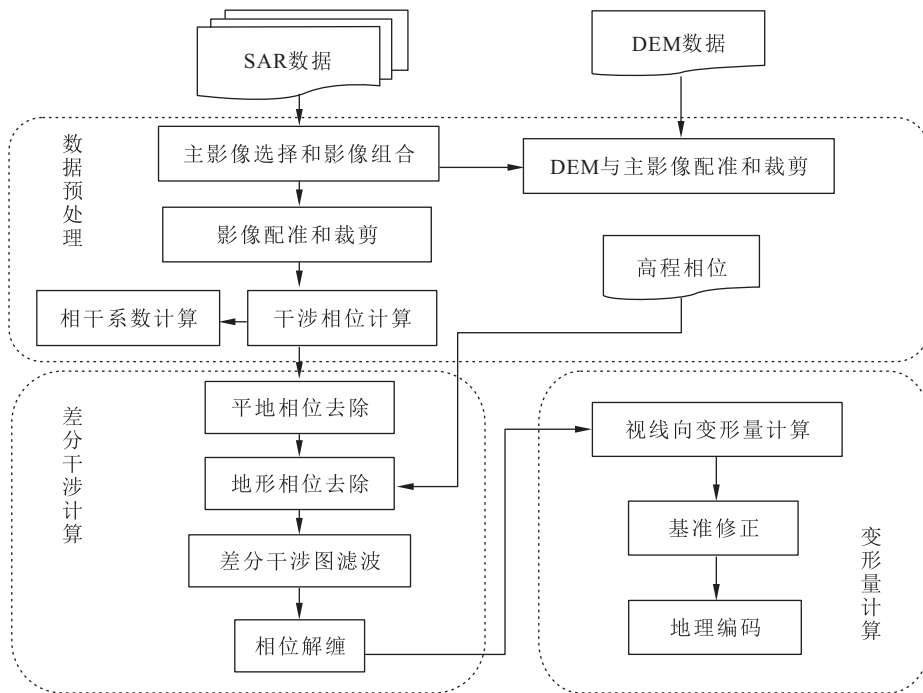 SAR数据
DEM数据
数据预处理
主影像选择和影像组合
DEM与主影像配准和裁剪
影像配准和裁剪
高程相位
相干系数计算
干涉相位计算
差分干涉计算
平地相位去除
地形相位去除
差分干涉图滤波
相位解缠
视线向变形量计算
基准修正
地理编码
变形量计算